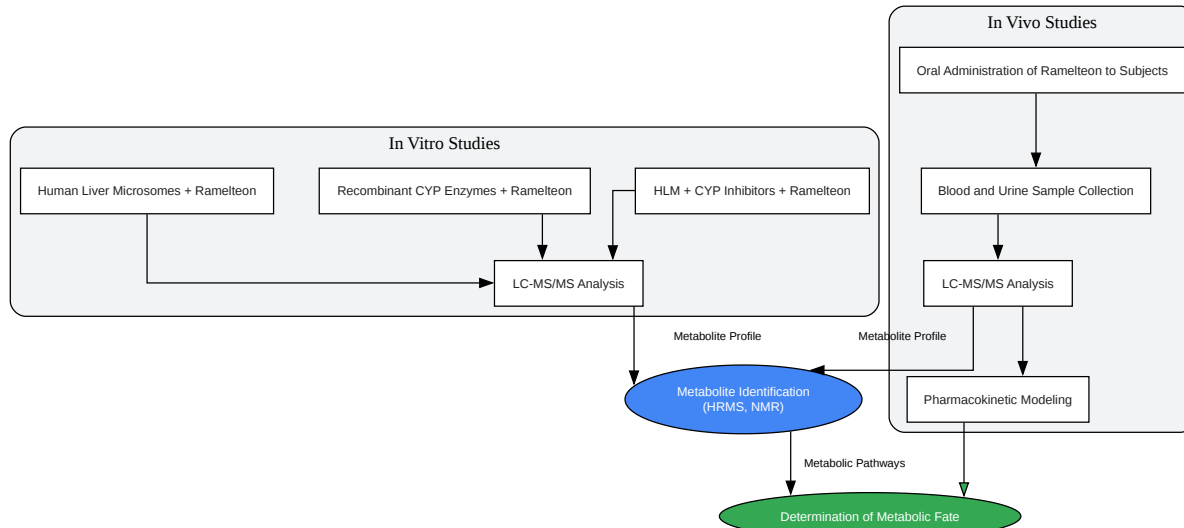 In Vivo Studies
Oral Administration of Ramelteon to Subjects
In Vitro Studies
Human Liver Microsomes + Ramelteon
Recombinant CYP Enzymes + Ramelteon
HLM + CYP Inhibitors + Ramelteon
Blood and Urine Sample Collection
LC-MS/MS Analysis
LC-MS/MS Analysis
Metabolite Profile
Metabolite Profile
Metabolite Identification
(HRMS, NMR)
Pharmacokinetic Modeling
Metabolic Pathways
Determination of Metabolic Fate